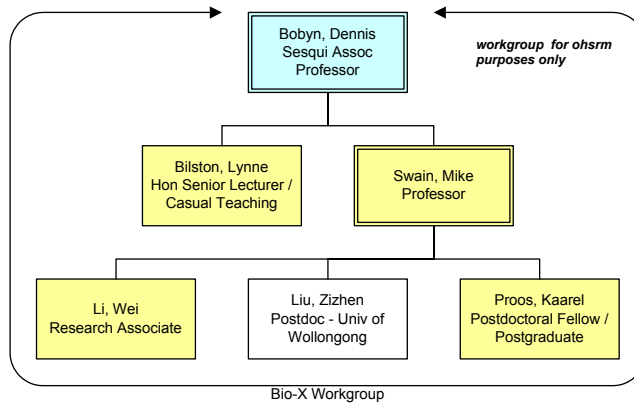 Bobyn, Dennis
Sesqui Assoc
Professor
workgroup for ohsrm
purposes only
Bilston, Lynne
Hon Senior Lecturer /
Casual Teaching
Swain, Mike
Professor
Li, Wei
Research Associate
Liu, Zizhen
Postdoc - Univ of
Wollongong
Proos, Kaarel
Postdoctoral Fellow /
Postgraduate
Bio-X Workgroup